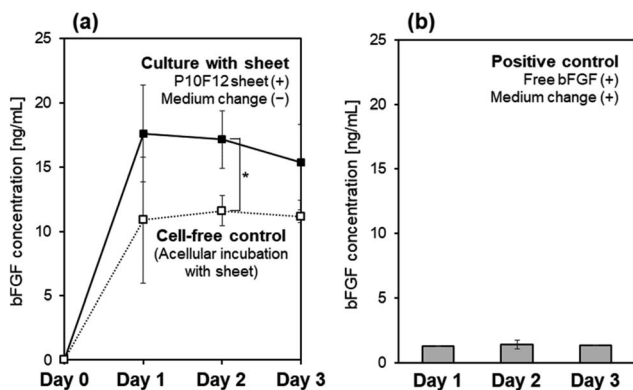 (a)
bFGF concentration [ng/mL]
25
20
15
10
5
0
Culture with sheet
P10F12 sheet (+)
Medium change (−)
*
Cell-free control
(Acellular incubation
with sheet)
Day 0 Day 1 Day 2 Day 3
(b)
bFGF concentration [ng/mL]
25
20
15
10
5
0
Positive control
Free bFGF (+)
Medium change (+)
Day 1 Day 2 Day 3